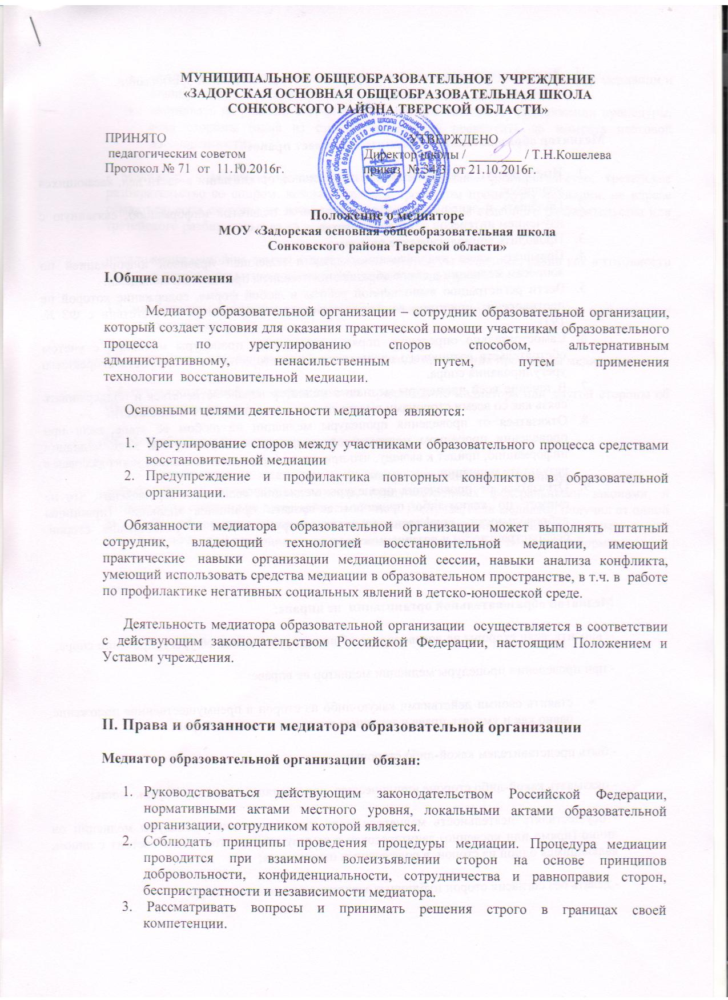 МУНИЦИПАЛЬНОЕ ОБЩЕОБРАЗОВАТЕЛЬНОЕ УЧРЕЖДЕНИЕ
«ЗАДОРСКАЯ ОСНОВНАЯ ОБЩЕОБРАЗОВАТЕЛЬНАЯ ШКОЛА
СОНКОВСКОГО РАЙОНА ТВЕРСКОЙ ОБЛАСТИ»
ПРИНЯТО УТВЕРЖДЕНО
педагогическим советом Директор школы / ________ / Т.Н.Кошелева
Протокол № 71 от 11.10.2016г. приказ № 34/3 от 21.10.2016г.
Положение о медиаторе
МОУ «Задорская основная общеобразовательная школа
Сонковского района Тверской области»
I.Общие положения
Медиатор образовательной организации – сотрудник образовательной организации,
который создает условия для оказания практической помощи участникам образовательного
процесса по урегулированию споров способом, альтернативным
административному, ненасильственным путем, путем применения
технологии восстановительной медиации.
Основными целями деятельности медиатора являются:
1. Урегулирование споров между участниками образовательного процесса средствами
восстановительной медиации
2. Предупреждение и профилактика повторных конфликтов в образовательной
организации.
Обязанности медиатора образовательной организации может выполнять штатный
сотрудник, владеющий технологией восстановительной медиации, имеющий
практические навыки организации медиационной сессии, навыки анализа конфликта,
умеющий использовать средства медиации в образовательном пространстве, в т.ч. в работе
по профилактике негативных социальных явлений в детско-юношеской среде.
Деятельность медиатора образовательной организации осуществляется в соответствии
с действующим законодательством Российской Федерации, настоящим Положением и
Уставом учреждения.
II. Права и обязанности медиатора образовательной организации
Медиатор образовательной организации обязан:
1. Руководствоваться действующим законодательством Российской Федерации,
нормативными актами местного уровня, локальными актами образовательной
организации, сотрудником которой является.
2. Соблюдать принципы проведения процедуры медиации. Процедура медиации
проводится при взаимном волеизъявлении сторон на основе принципов
добровольности, конфиденциальности, сотрудничества и равноправия сторон,
беспристрастности и независимости медиатора.
3. Рассматривать вопросы и принимать решения строго в границах своей
компетенции.